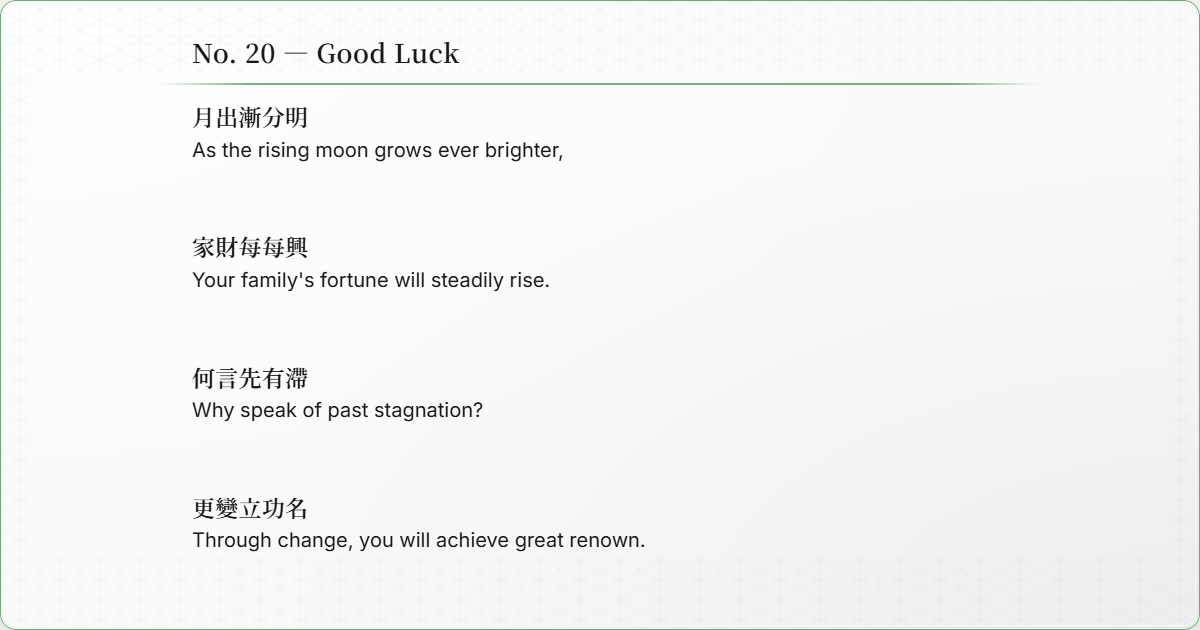 No. 20 — Good Luck
月出漸分明
As the rising moon grows ever brighter,
家財每每興
Your family's fortune will steadily rise.
何言先有滯
Why speak of past stagnation?
更變立功名
Through change, you will achieve great renown.